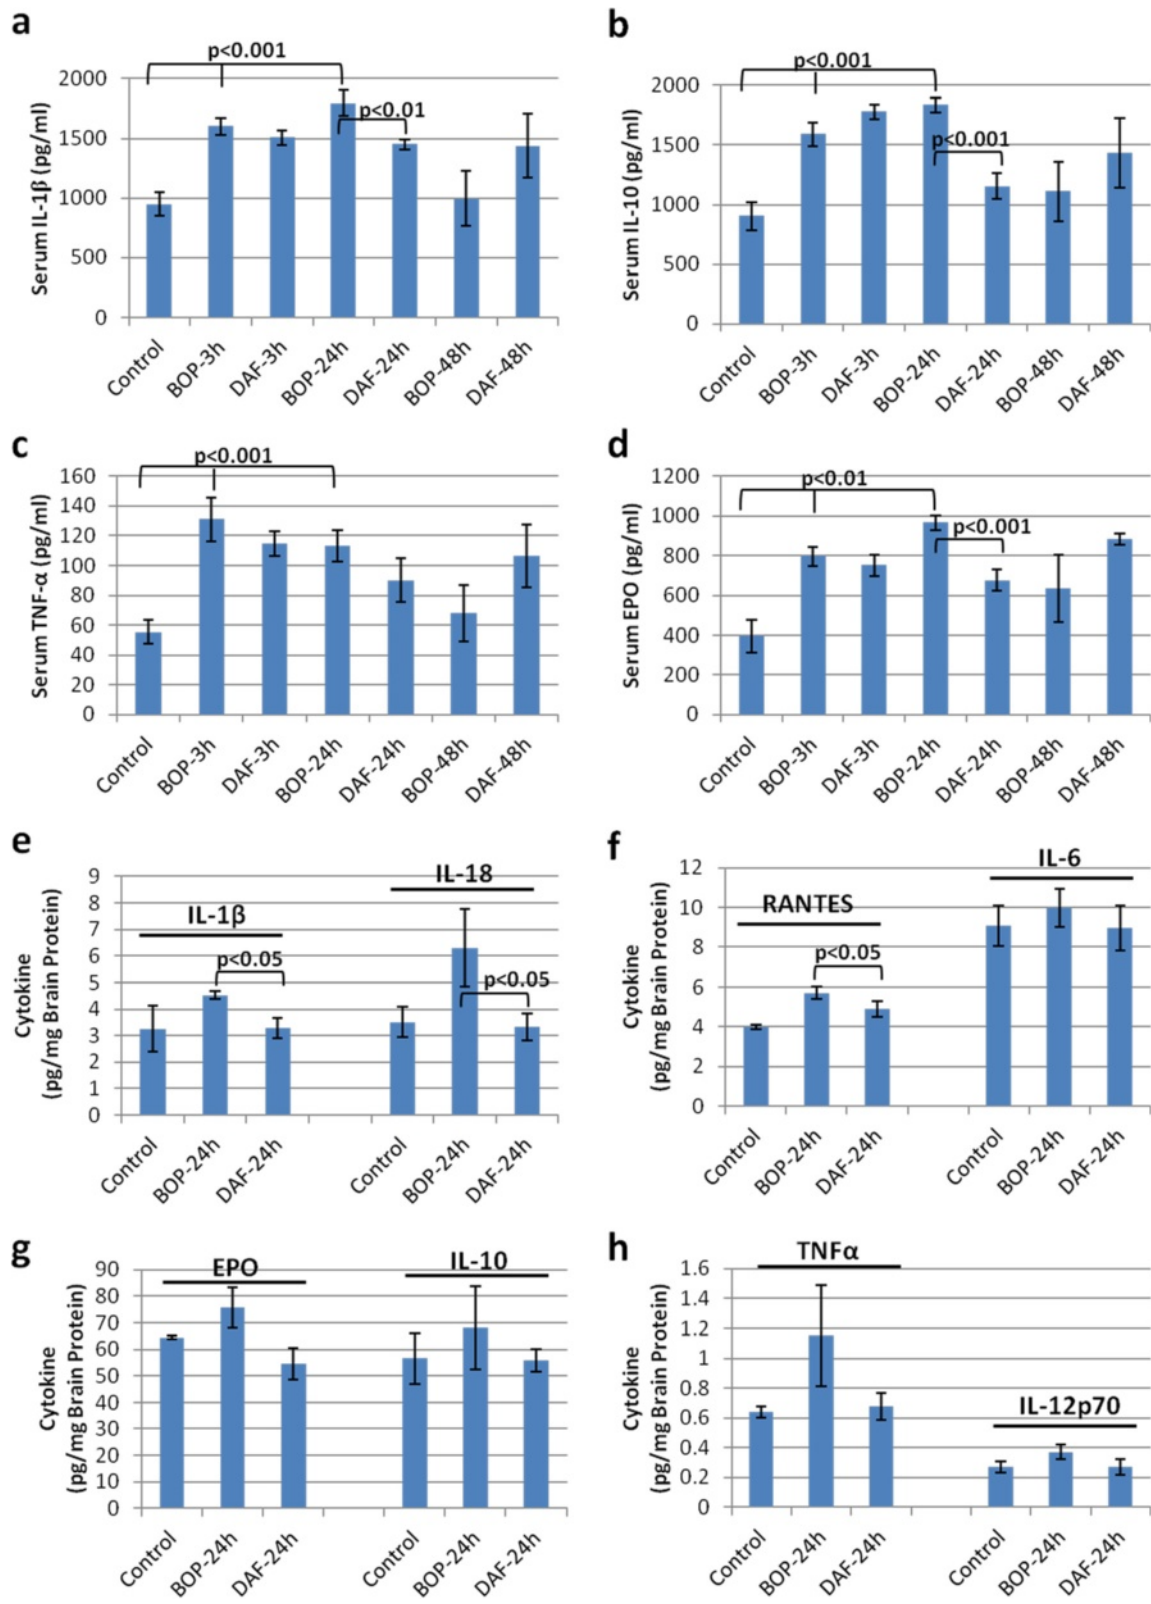 a
p<0.001
p<0.01
Serum IL-1β (pg/ml)
2000
1500
1000
500
0
Control
BOP-3h
DAF-3h
BOP-24h
DAF-24h
BOP-48h
DAF-48h
b
p<0.001
p<0.001
Serum IL-10 (pg/ml)
2000
1500
1000
500
0
Control
BOP-3h
DAF-3h
BOP-24h
DAF-24h
BOP-48h
DAF-48h
c
p<0.001
Serum TNF-α (pg/ml)
160
140
120
100
80
60
40
20
0
Control
BOP-3h
DAF-3h
BOP-24h
DAF-24h
BOP-48h
DAF-48h
d
p<0.01
p<0.001
Serum EPO (pg/ml)
1200
1000
800
600
400
200
0
Control
BOP-3h
DAF-3h
BOP-24h
DAF-24h
BOP-48h
DAF-48h
e
IL-18
IL-1β
p<0.05
p<0.05
Cytokine
(pg/mg Brain Protein)
9
8
7
6
5
4
3
2
1
0
Control
BOP-24h
DAF-24h
Control
BOP-24h
DAF-24h
f
IL-6
RANTES
p<0.05
Cytokine
(pg/mg Brain Protein)
12
10
8
6
4
2
0
Control
BOP-24h
DAF-24h
Control
BOP-24h
DAF-24h
g
EPO
IL-10
Cytokine
(pg/mg Brain Protein)
90
80
70
60
50
40
30
20
10
0
Control
BOP-24h
DAF-24h
Control
BOP-24h
DAF-24h
h
TNFα
IL-12p70
Cytokine
(pg/mg Brain Protein)
1.6
1.4
1.2
1
0.8
0.6
0.4
0.2
0
Control
BOP-24h
DAF-24h
Control
BOP-24h
DAF-24h